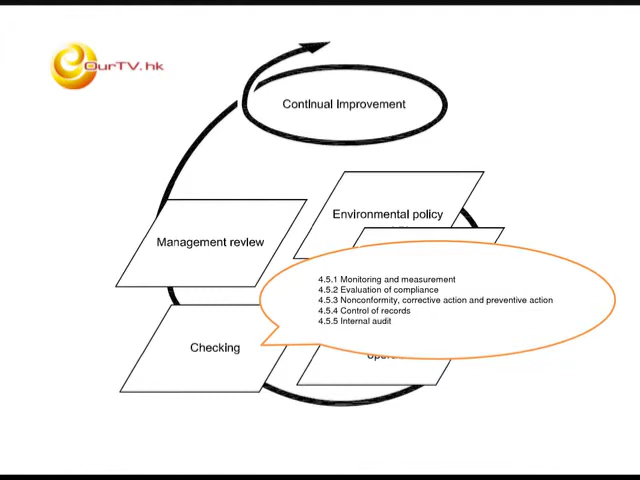 OurTV.hk
Continual Improvement
Environmental policy
Management review
4.5.1 Monitoring and measurement
4.5.2 Evaluation of compliance
4.5.3 Nonconformity, corrective action and preventive action
4.5.4 Control of records
4.5.5 Internal audit
Checking